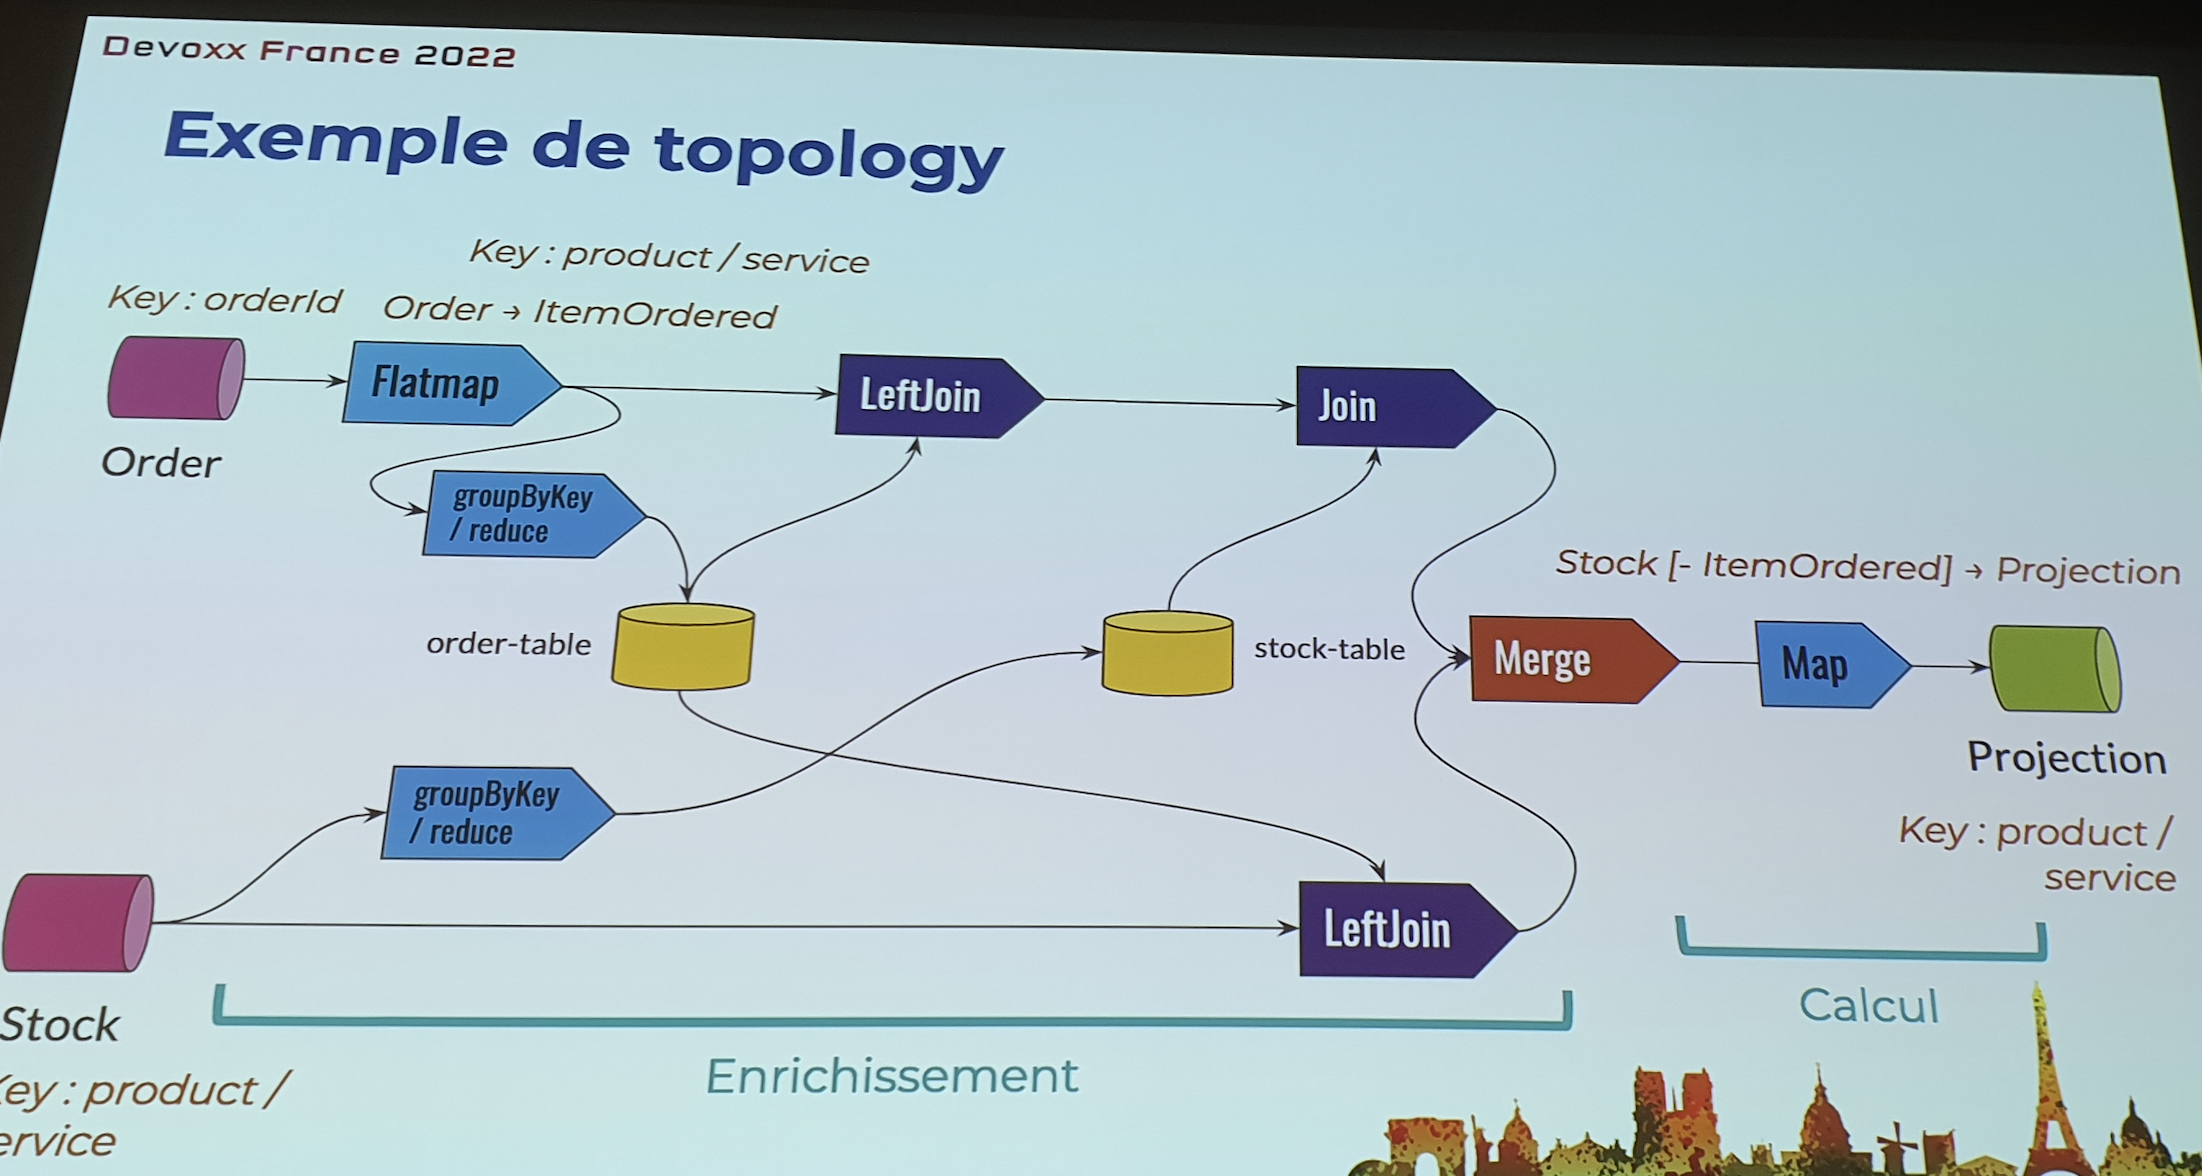 Devoxx France 2022
Exemple de topology
Key : product / service
Key : orderId
Order → ItemOrdered
Flatmap
LeftJoin
Join
Order
groupByKey
/ reduce
Stock [- ItemOrdered] → Projection
order-table
stock-table
Merge
Map
Projection
groupByKey
/ reduce
Key : product /
service
LeftJoin
Stock
ey : product /
ervice
Enrichissement
Calcul